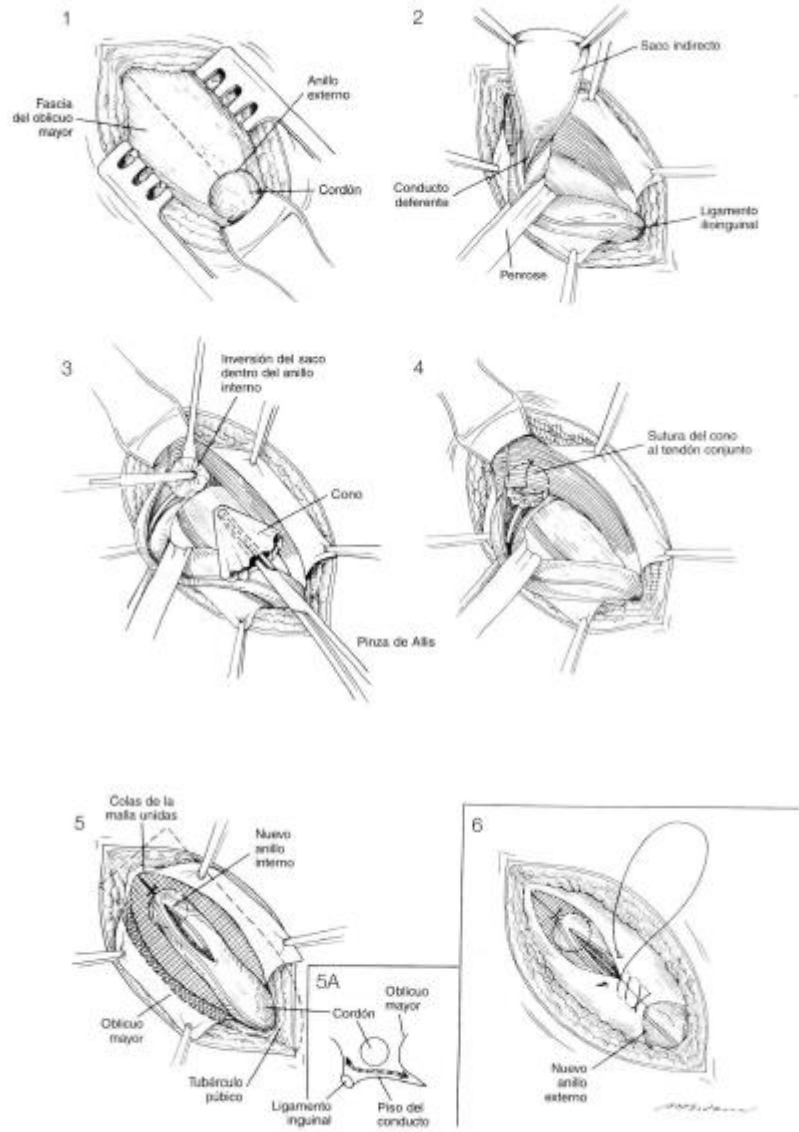 1
Fascia
del oblicuo
mayor
Anillo
externo
Cordón
2
Saco indirecto
Conducto
deferente
Ligamento
ilioinguinal
Penrose
3
Inversión del saco
dentro del anillo
interno
Cono
Pinza de Allis
4
Sutura del cono
al tendón conjunto
5
Colas de la
malla unidas
Nuevo
anillo
interno
Oblicuo
mayor
Tubérculo
púbico
5A
Cordón
Oblicuo
mayor
Ligamento
inguinal
Piso del
conducto
6
Nuevo
anillo
externo